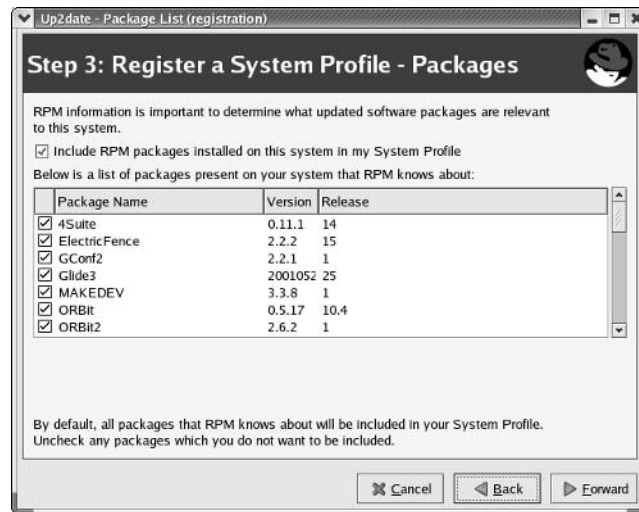 Up2date - Package List (registration)
Step 3: Register a System Profile - Packages
RPM information is important to determine what updated software packages are relevant
to this system.
Include RPM packages installed on this system in my System Profile
Below is a list of packages present on your system that RPM knows about:
Package Name Version Release
4Suite 0.11.1 14
ElectricFence 2.2.2 15
GConf2 2.2.1 1
Glide3 2001052 25
MAKEDEV 3.3.8 1
ORBit 0.5.17 10.4
ORBit2 2.6.2 1
By default, all packages that RPM knows about will be included in your System Profile.
Uncheck any packages which you do not want to be included.
Cancel Back Forward